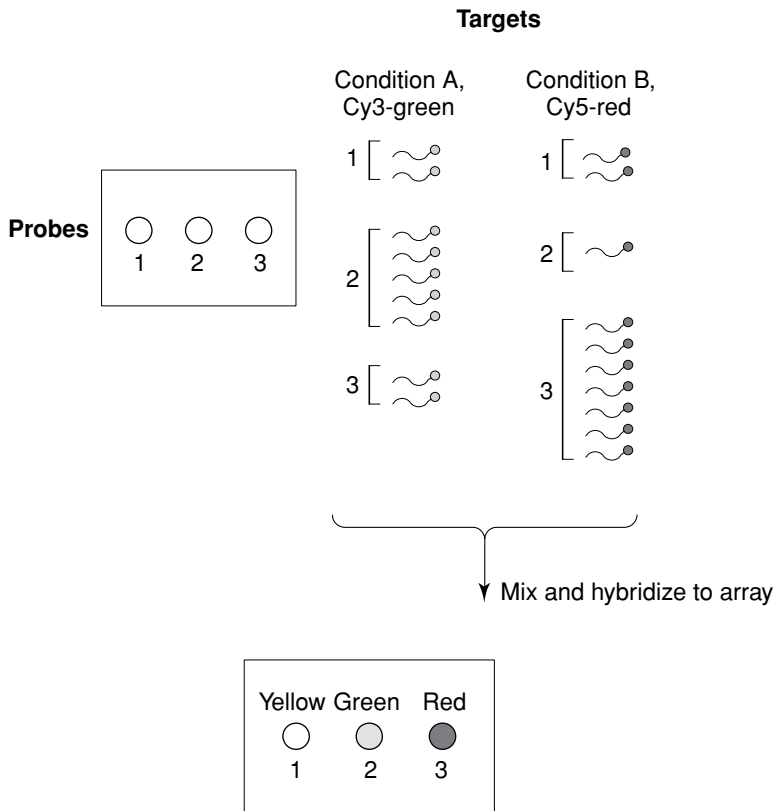 Targets
Condition A,
Cy3-green
Condition B,
Cy5-red
1
2
3
1
2
3
Probes
1 2 3
Mix and hybridize to array
Yellow Green Red
1 2 3